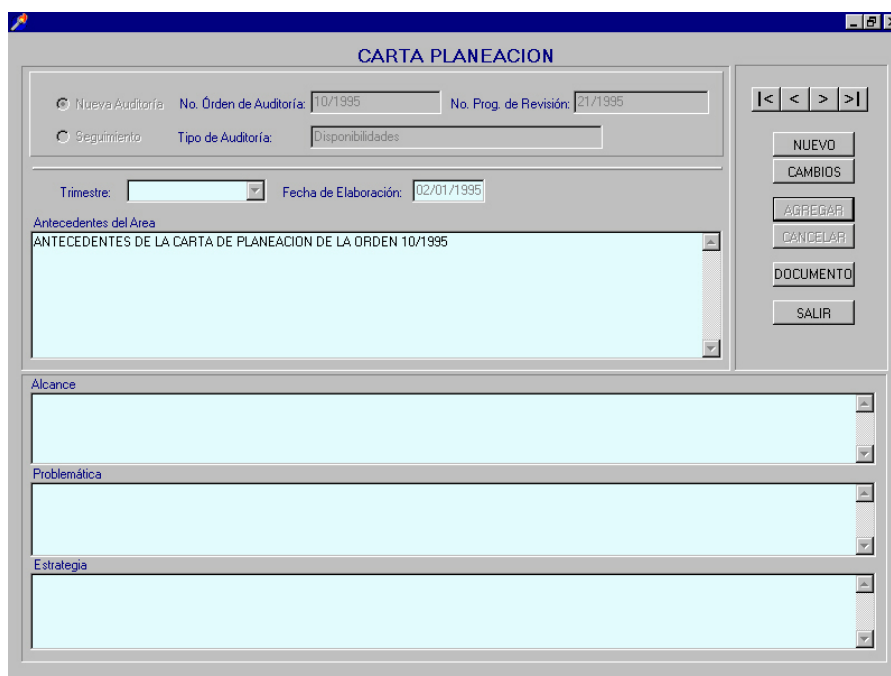 CARTA PLANEACION
Nueva Auditoría No. Órden de Auditoría: 10/1995 No. Prog. de Revisión: 21/1995
Seguimiento Tipo de Auditoría: Disponibilidades
Trimestre: Fecha de Elaboración: 02/01/1995
Antecedentes del Area
ANTECEDENTES DE LA CARTA DE PLANEACION DE LA ORDEN 10/1995
|< < > >|
NUEVO
CAMBIOS
AGREGAR
CANCELAR
DOCUMENTO
SALIR
Alcance
Problemática
Estrategia